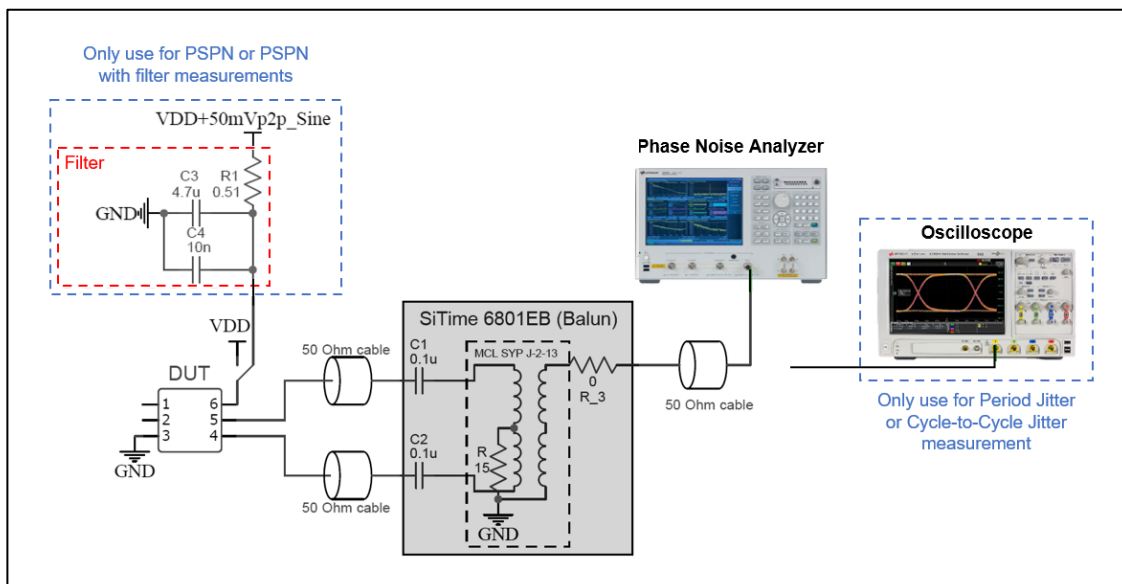 Only use for PSPN or PSPN
with filter measurements
VDD+50mVp2p_Sine
Filter
C3
4.7u
R1
0.51
GND
C4
10n
VDD
DUT
1
2
3
6
5
4
GND
50 Ohm cable
50 Ohm cable
SiTime 6801EB (Balun)
C1
0.1u
MCL SYP J-2-13
C2
0.1u
R
15
GND
0
R_3
50 Ohm cable
Phase Noise Analyzer
Oscilloscope
Only use for Period Jitter
or Cycle-to-Cycle Jitter
measurement